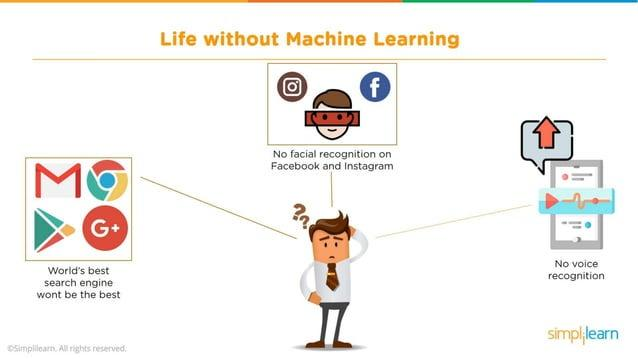 Life without Machine Learning
No facial recognition on
Facebook and Instagram
G+
World's best
search engine
wont be the best
??
No voice
recognition
simplilearn
©Simplilearn. All rights reserved.